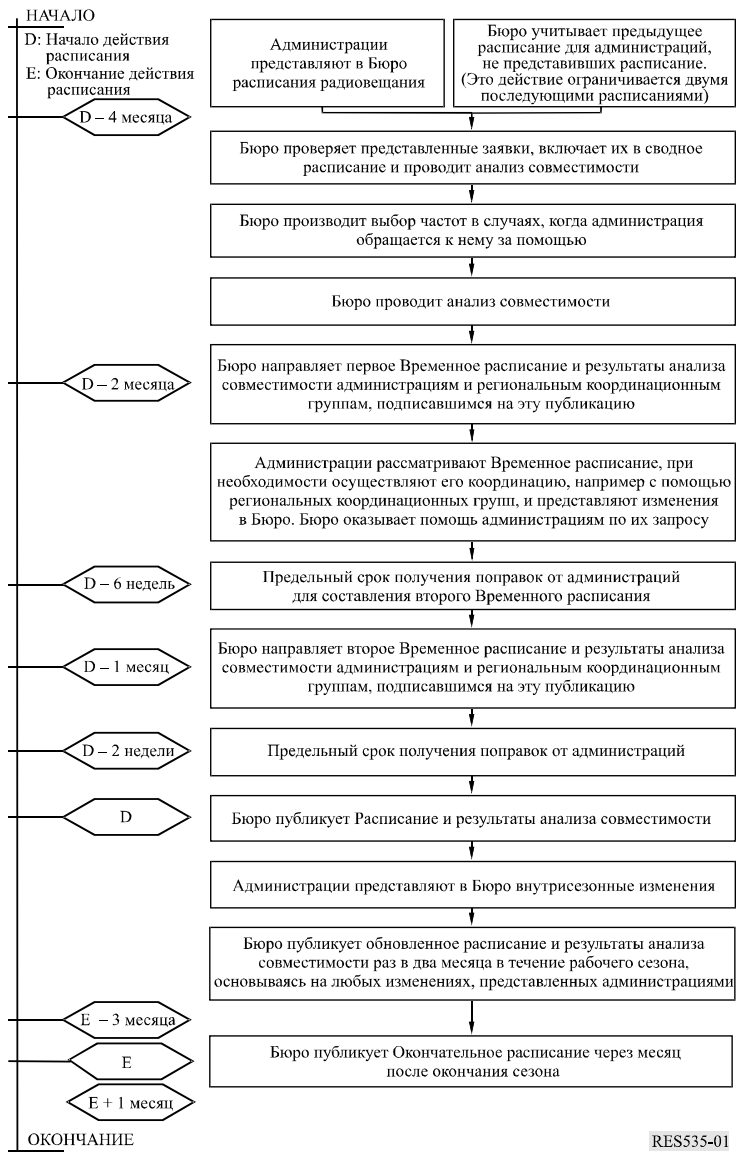 НАЧАЛО
D: Начало действия
расписания
E: Окончание действия
расписания
Администрации
представляют в Бюро
расписания радиовещания
Бюро учитывает предыдущее
расписание для администраций,
не представивших расписание.
(Это действие ограничивается двумя
последующими расписаниями)
D – 4 месяца
Бюро проверяет представленные заявки, включает их в сводное
расписание и проводит анализ совместимости
Бюро производит выбор частот в случаях, когда администрация
обращается к нему за помощью
Бюро проводит анализ совместимости
D – 2 месяца
Бюро направляет первое Временное расписание и результаты анализа
совместимости администрациям и региональным координационным
группам, подписавшимся на эту публикацию
Администрации рассматривают Временное расписание, при
необходимости осуществляют его координацию, например с помощью
региональных координационных групп, и представляют изменения
в Бюро. Бюро оказывает помощь администрациям по их запросу
D – 6 недель
Предельный срок получения поправок от администраций
для составления второго Временного расписания
D – 1 месяц
Бюро направляет второе Временное расписание и результаты анализа
совместимости администрациям и региональным координационным
группам, подписавшимся на эту публикацию
D – 2 недели
Предельный срок получения поправок от администраций
D
Бюро публикует Расписание и результаты анализа совместимости
Администрации представляют в Бюро внутрисезонные изменения
Бюро публикует обновленное расписание и результаты анализа
совместимости раз в два месяца в течение рабочего сезона,
основываясь на любых изменениях, представленных администрациями
E – 3 месяца
E
Бюро публикует Окончательное расписание через месяц
после окончания сезона
E + 1 месяц
ОКОНЧАНИЕ
RES535-01